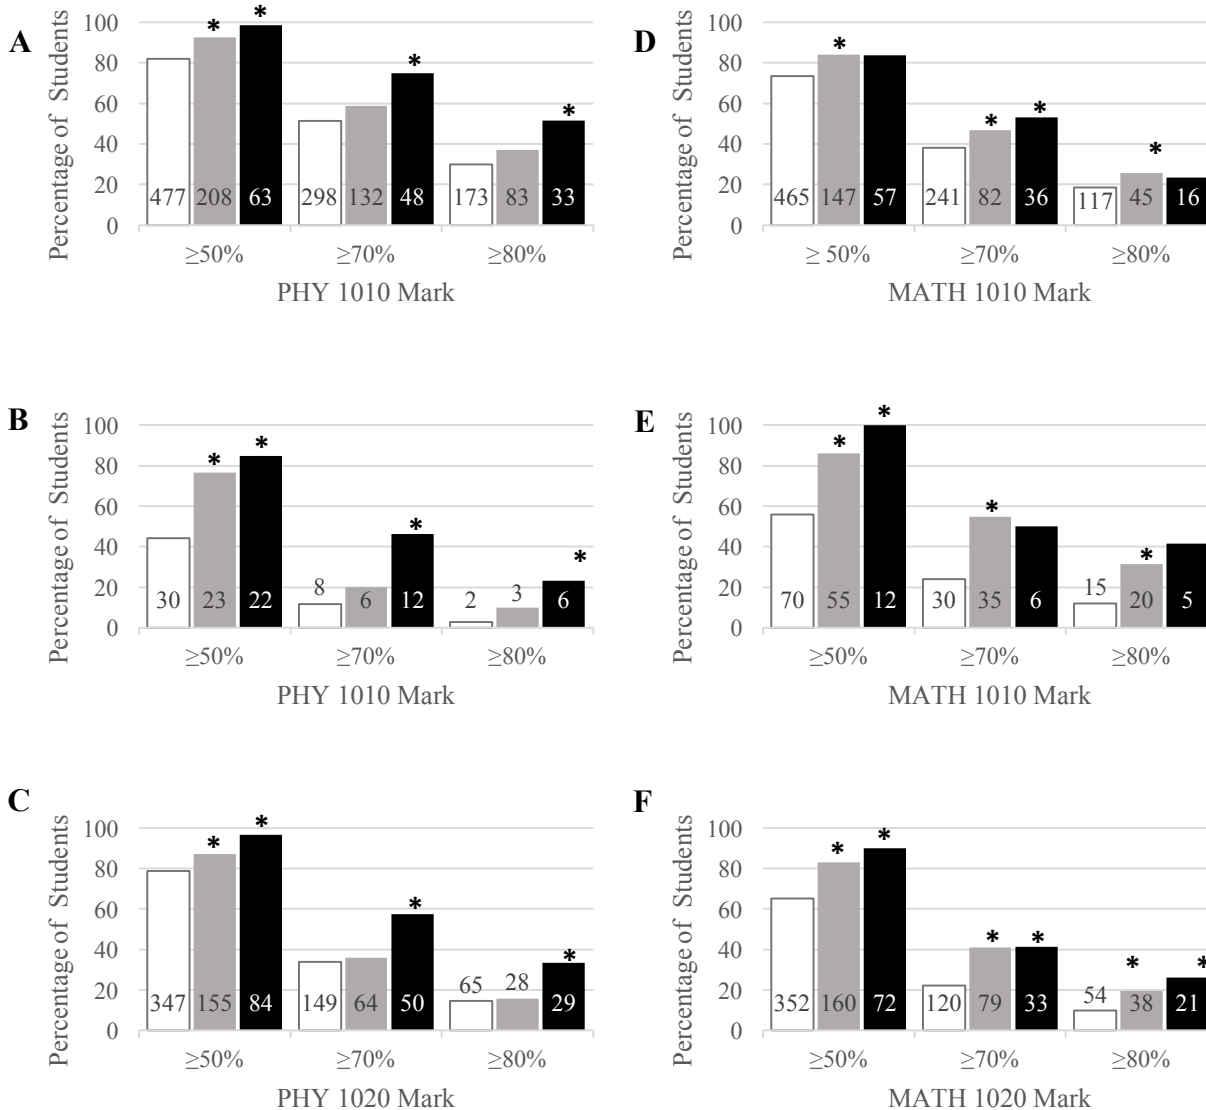 A
Percentage of Students
100
80
60
40
20
0
* * * *
477 208 63 298 132 48 173 83 33
≥50% ≥70% ≥80%
PHY 1010 Mark
D
Percentage of Students
100
80
60
40
20
0
* * * *
465 147 57 241 82 36 117 45 16
≥ 50% ≥70% ≥80%
MATH 1010 Mark
B
Percentage of Students
100
80
60
40
20
0
* * * *
30 23 22 8 6 12 2 3 6
≥50% ≥70% ≥80%
PHY 1010 Mark
E
Percentage of Students
100
80
60
40
20
0
* * * *
70 55 12 30 35 6 15 20 5
≥50% ≥70% ≥80%
MATH 1010 Mark
C
Percentage of Students
100
80
60
40
20
0
* * * *
347 155 84 149 64 50 65 28 29
≥50% ≥70% ≥80%
PHY 1020 Mark
F
Percentage of Students
100
80
60
40
20
0
* * * * * *
352 160 72 120 79 33 54 38 21
≥50% ≥70% ≥80%
MATH 1020 Mark